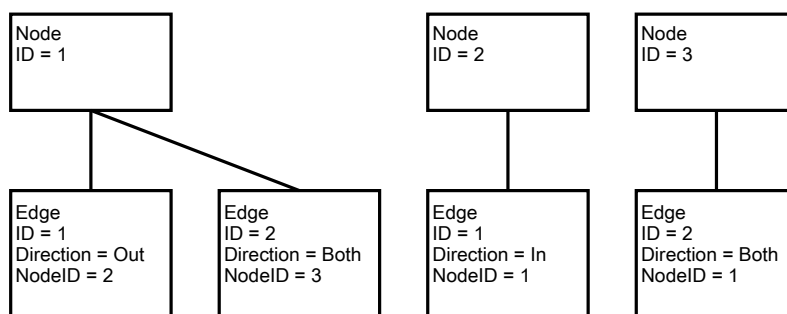 Node
ID = 1
Node
ID = 2
Node
ID = 3
Edge
ID = 1
Direction = Out
NodeID = 2
Edge
ID = 2
Direction = Both
NodeID = 3
Edge
ID = 1
Direction = In
NodeID = 1
Edge
ID = 2
Direction = Both
NodeID = 1